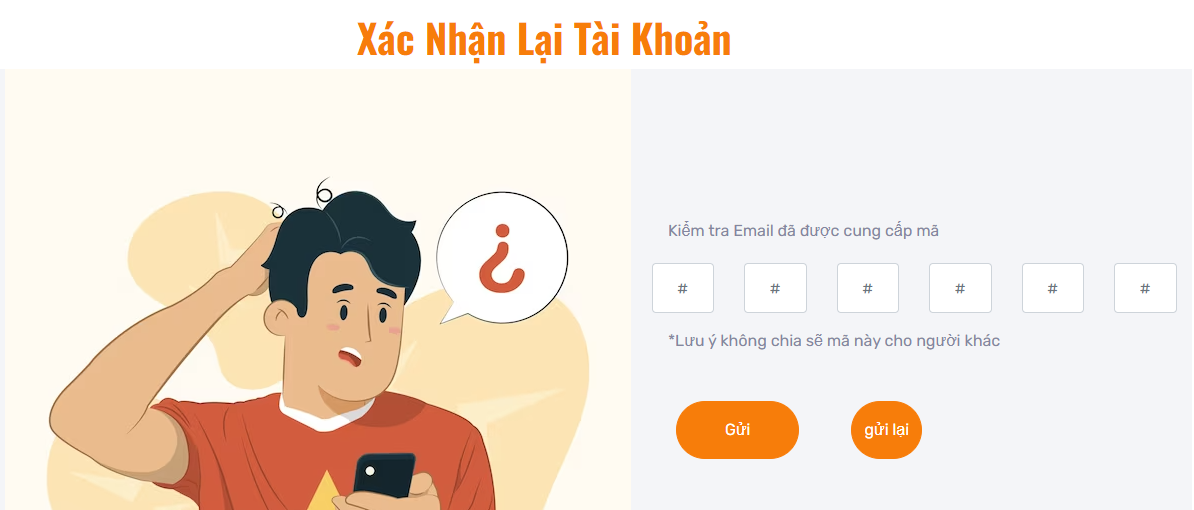 Xác Nhận Lại Tài Khoản
¿
Kiểm tra Email đã được cung cấp mã
# # # # # #
*Lưu ý không chia sẽ mã này cho người khác
Gửi gửi lại